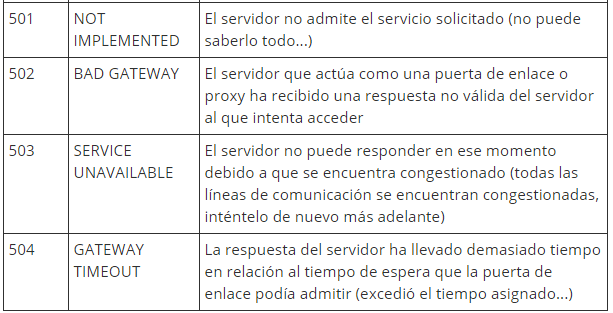 501 NOT El servidor no admite el servicio solicitado (no puede
IMPLEMENTED saberlo todo...)
502 BAD GATEWAY El servidor que actúa como una puerta de enlace o
proxy ha recibido una respuesta no válida del servidor
al que intenta acceder
503 SERVICE El servidor no puede responder en ese momento
UNAVAILABLE debido a que se encuentra congestionado (todas las
líneas de comunicación se encuentran congestionadas,
inténtelo de nuevo más adelante)
504 GATEWAY La respuesta del servidor ha llevado demasiado tiempo
TIMEOUT en relación al tiempo de espera que la puerta de
enlace podía admitir (excedió el tiempo asignado...)